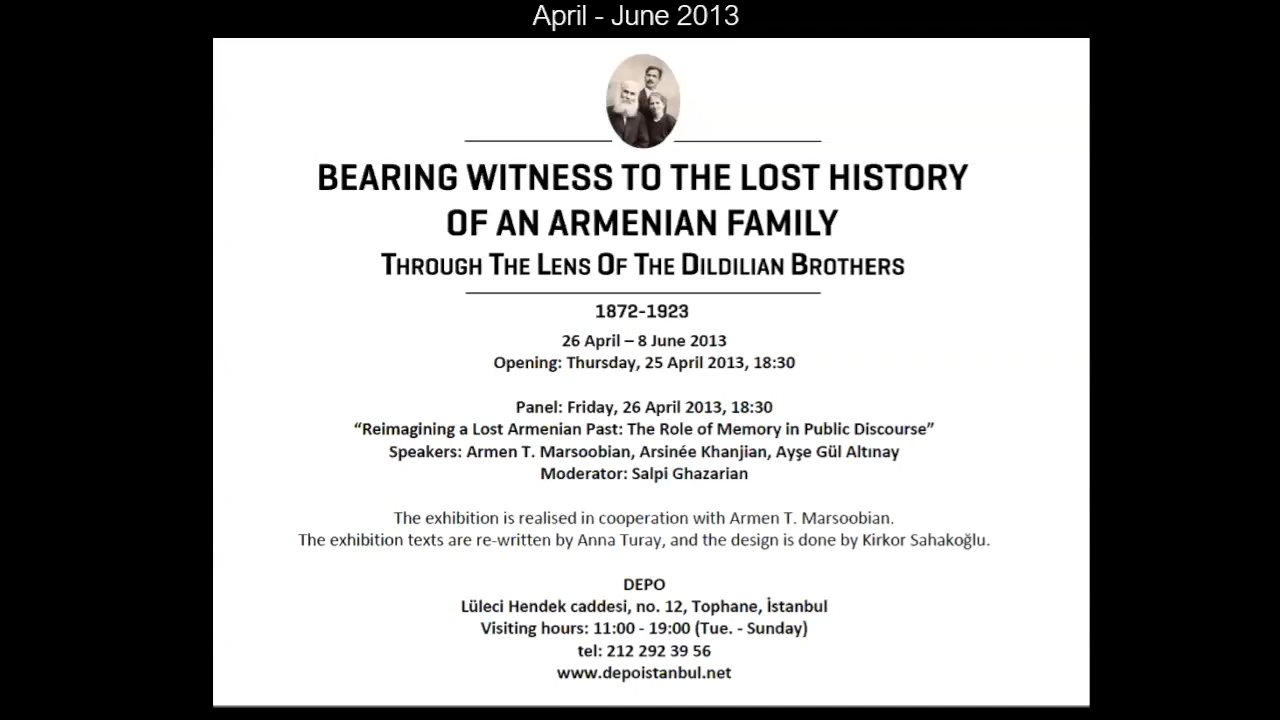 April - June 2013
BEARING WITNESS TO THE LOST HISTORY
OF AN ARMENIAN FAMILY
THROUGH THE LENS OF THE DILDILIAN BROTHERS
1872-1923
26 April – 8 June 2013
Opening: Thursday, 25 April 2013, 18:30
Panel: Friday, 26 April 2013, 18:30
“Reimagining a Lost Armenian Past: The Role of Memory in Public Discourse”
Speakers: Armen T. Marsoobian, Arsinée Khanjian, Ayşe Gül Altınay
Moderator: Salpi Ghazarian
The exhibition is realised in cooperation with Armen T. Marsoobian.
The exhibition texts are re-written by Anna Turay, and the design is done by Kirkor Sahakoğlu.
DEPO
Lüleci Hendek caddesi, no. 12, Tophane, İstanbul
Visiting hours: 11:00 - 19:00 (Tue. - Sunday)
tel: 212 292 39 56
www.depoistanbul.net